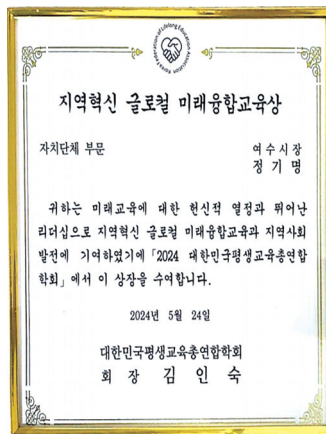 Korea Federation of Lifelong Education Association
지역혁신 글로컬 미래융합교육상
자치단체 부문
여수시장
정기명
귀하는 미래교육에 대한 헌신적 열정과 뛰어난
리더십으로 지역혁신 글로컬 미래융합교육과 지역사회
발전에 기여하였기에「2024 대한민국평생교육총연합
학회」에서 이 상장을 수여합니다.
2024년 5월 24일
대한민국평생교육총연합학회
회 장 김 인 숙